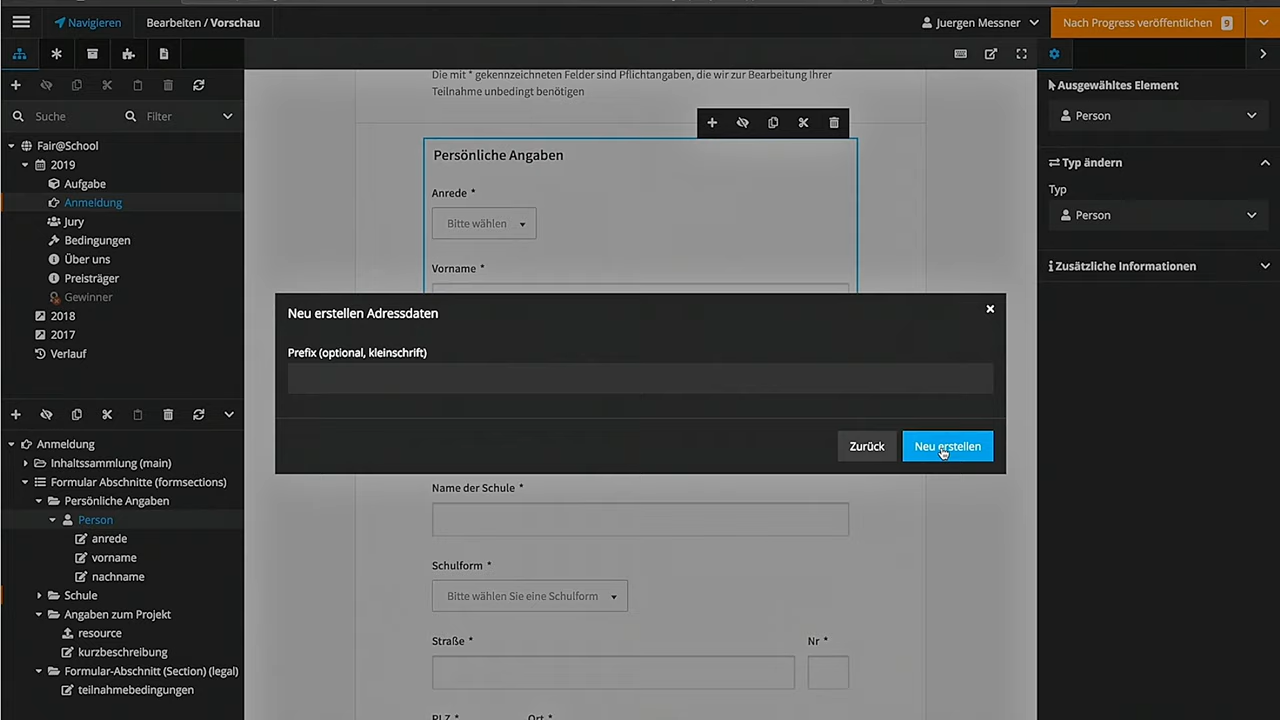 Navigieren
Bearbeiten / Vorschau
Juergen Messner
Nach Progress veröffentlichen 9
Suche
Filter
Fair@School
2019
Aufgabe
Anmeldung
Jury
Bedingungen
Über uns
Preisträger
Gewinner
2018
2017
Verlauf
Anmeldung
Inhaltssammlung (main)
Formular Abschnitte (formsections)
Persönliche Angaben
Person
anrede
vorname
nachname
Schule
Angaben zum Projekt
resource
kurzbeschreibung
Formular-Abschnitt (Section) (legal)
teilnahmebedingungen
Die mit * gekennzeichneten Felder sind Pflichtangaben, die wir zur Bearbeitung Ihrer
Teilnahme unbedingt benötigen
Persönliche Angaben
Anrede *
Bitte wählen
Vorname *
Neu erstellen Adressdaten
Prefix (optional, kleinschrift)
Zurück
Neu erstellen
Name der Schule *
Schulform *
Bitte wählen Sie eine Schulform
Straße *
Nr *
PLZ *
Ort *
Ausgewähltes Element
Person
Typ ändern
Typ
Person
Zusätzliche Informationen